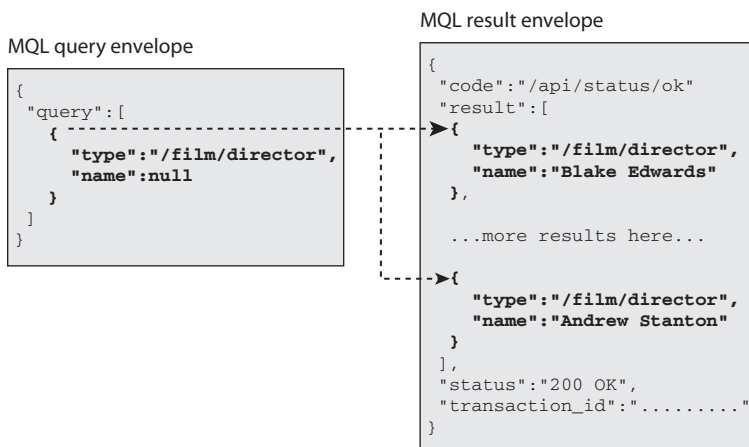 MQL query envelope
{
"query":[
{
"type":"/film/director",
"name":null
}
]
}
MQL result envelope
{
"code":"/api/status/ok"
"result":[
{
"type":"/film/director",
"name":"Blake Edwards"
},
...more results here...
{
"type":"/film/director",
"name":"Andrew Stanton"
}
],
"status":"200 OK",
"transaction_id":"........."
}